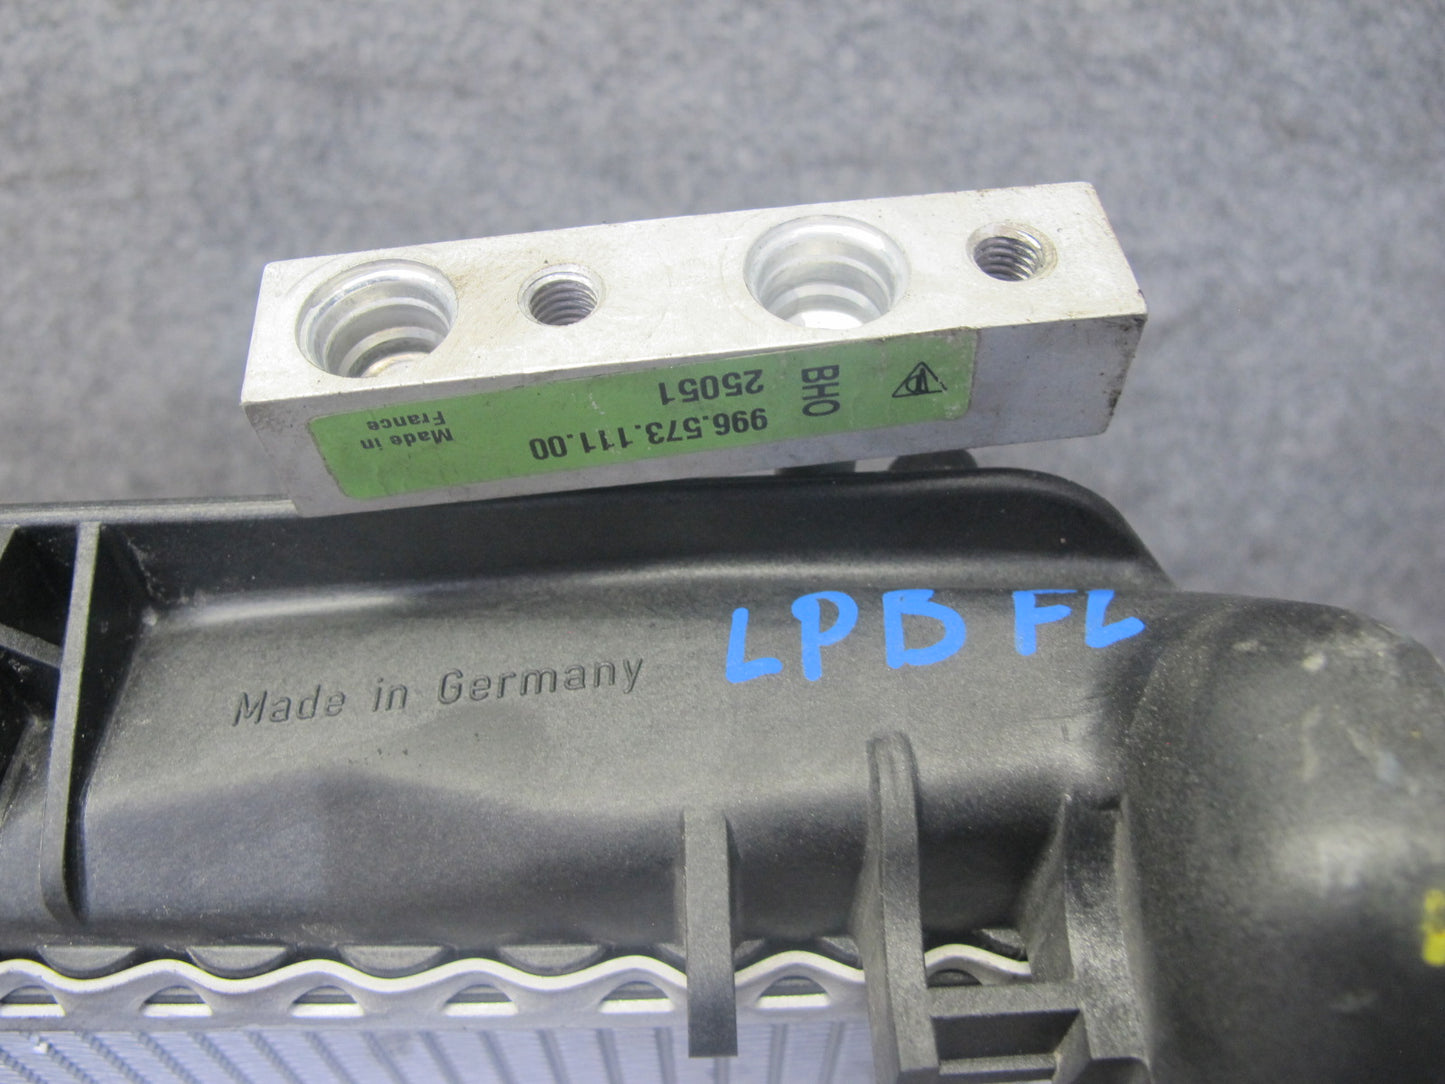 996.573.111.00
25051
BHO
Made in
France
Made in Germany
LPB FL